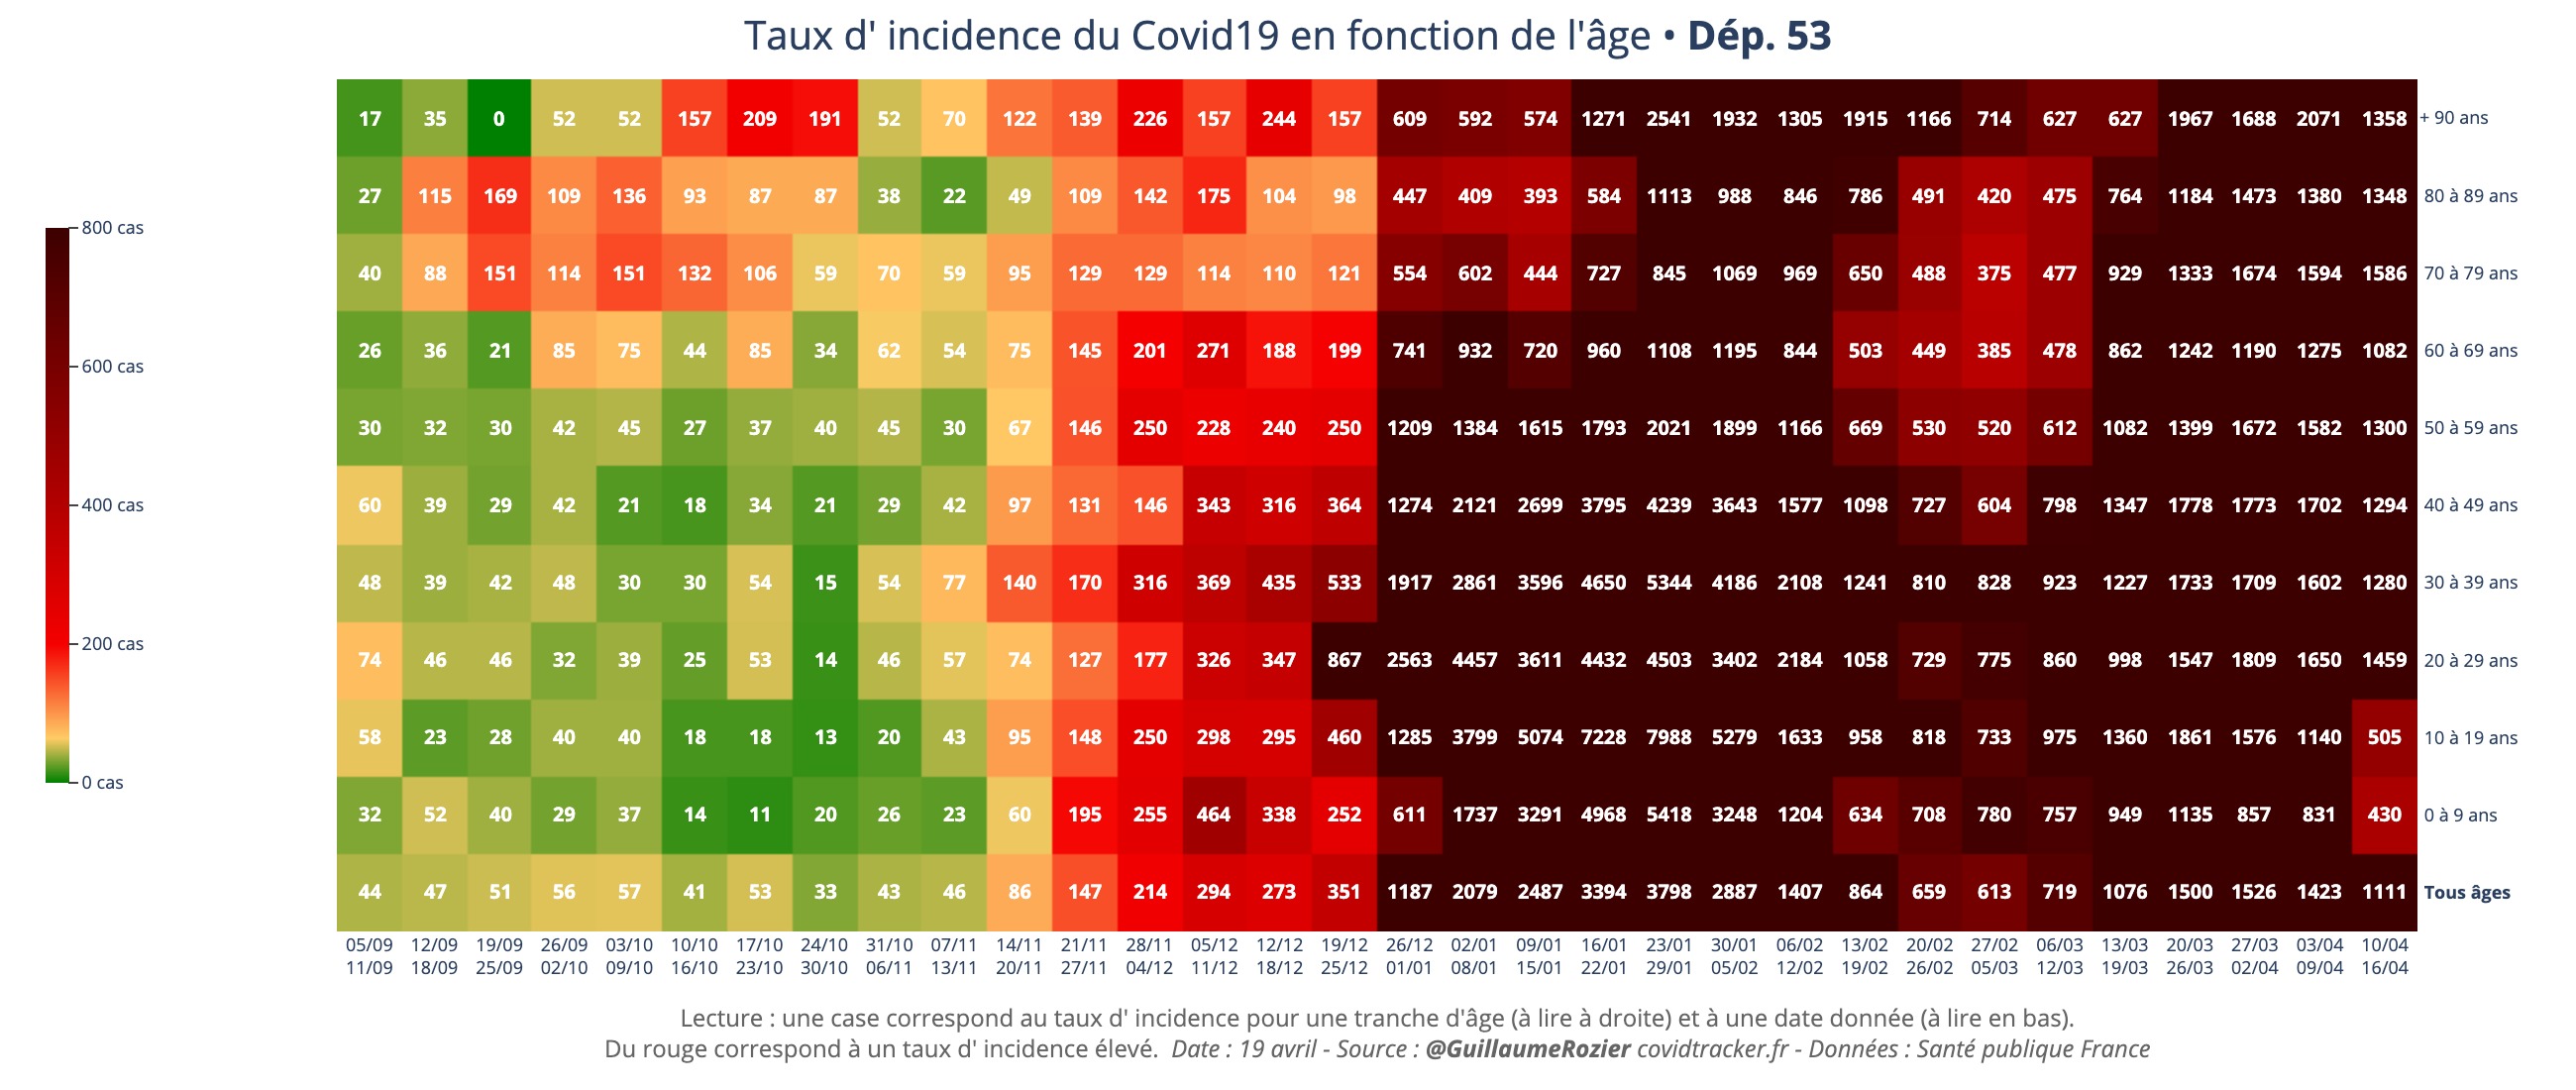 Taux d' incidence du Covid19 en fonction de l'âge • Dép. 53
800 cas
600 cas
400 cas
200 cas
0 cas
17 35 0 52 52 157 209 191 52 70 122 139 226 157 244 157 609 592 574 1271 2541 1932 1305 1915 1166 714 627 627 1967 1688 2071 1358 + 90 ans
27 115 169 109 136 93 87 87 38 22 49 109 142 175 104 98 447 409 393 584 1113 988 846 786 491 420 475 764 1184 1473 1380 1348 80 à 89 ans
40 88 151 114 151 132 106 59 70 59 95 129 129 114 110 121 554 602 444 727 845 1069 969 650 488 375 477 929 1333 1674 1594 1586 70 à 79 ans
26 36 21 85 75 44 85 34 62 54 75 145 201 271 188 199 741 932 720 960 1108 1195 844 503 449 385 478 862 1242 1190 1275 1082 60 à 69 ans
30 32 30 42 45 27 37 40 45 30 67 146 250 228 240 250 1209 1384 1615 1793 2021 1899 1166 669 530 520 612 1082 1399 1672 1582 1300 50 à 59 ans
60 39 29 42 21 18 34 21 29 42 97 131 146 343 316 364 1274 2121 2699 3795 4239 3643 1577 1098 727 604 798 1347 1778 1773 1702 1294 40 à 49 ans
48 39 42 48 30 30 54 15 54 77 140 170 316 369 435 533 1917 2861 3596 4650 5344 4186 2108 1241 810 828 923 1227 1733 1709 1602 1280 30 à 39 ans
74 46 46 32 39 25 53 14 46 57 74 127 177 326 347 867 2563 4457 3611 4432 4503 3402 2184 1058 729 775 860 998 1547 1809 1650 1459 20 à 29 ans
58 23 28 40 40 18 18 13 20 43 95 148 250 298 295 460 1285 3799 5074 7228 7988 5279 1633 958 818 733 975 1360 1861 1576 1140 505 10 à 19 ans
32 52 40 29 37 14 11 20 26 23 60 195 255 464 338 252 611 1737 3291 4968 5418 3248 1204 634 708 780 757 949 1135 857 831 430 0 à 9 ans
44 47 51 56 57 41 53 33 43 46 86 147 214 294 273 351 1187 2079 2487 3394 3798 2887 1407 864 659 613 719 1076 1500 1526 1423 1111 Tous âges
05/09 12/09 19/09 26/09 03/10 10/10 17/10 24/10 31/10 07/11 14/11 21/11 28/11 05/12 12/12 19/12 26/12 02/01 09/01 16/01 23/01 30/01 06/02 13/02 20/02 27/02 06/03 13/03 20/03 27/03 03/04 10/04
11/09 18/09 25/09 02/10 09/10 16/10 23/10 30/10 06/11 13/11 20/11 27/11 04/12 11/12 18/12 25/12 01/01 08/01 15/01 22/01 29/01 05/02 12/02 19/02 26/02 05/03 12/03 19/03 26/03 02/04 09/04 16/04
Lecture : une case correspond au taux d' incidence pour une tranche d'âge (à lire à droite) et à une date donnée (à lire en bas).
Du rouge correspond à un taux d' incidence élevé. Date : 19 avril - Source : @GuillaumeRozier covidtracker.fr - Données : Santé publique France